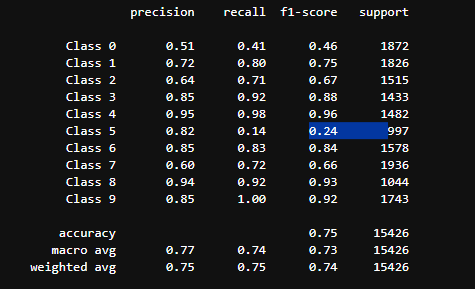 precision recall f1-score support
Class 0 0.51 0.41 0.46 1872
Class 1 0.72 0.80 0.75 1826
Class 2 0.64 0.71 0.67 1515
Class 3 0.85 0.92 0.88 1433
Class 4 0.95 0.98 0.96 1482
Class 5 0.82 0.14 0.24 997
Class 6 0.85 0.83 0.84 1578
Class 7 0.60 0.72 0.66 1936
Class 8 0.94 0.92 0.93 1044
Class 9 0.85 1.00 0.92 1743
accuracy 0.75 15426
macro avg 0.77 0.74 0.73 15426
weighted avg 0.75 0.75 0.74 15426